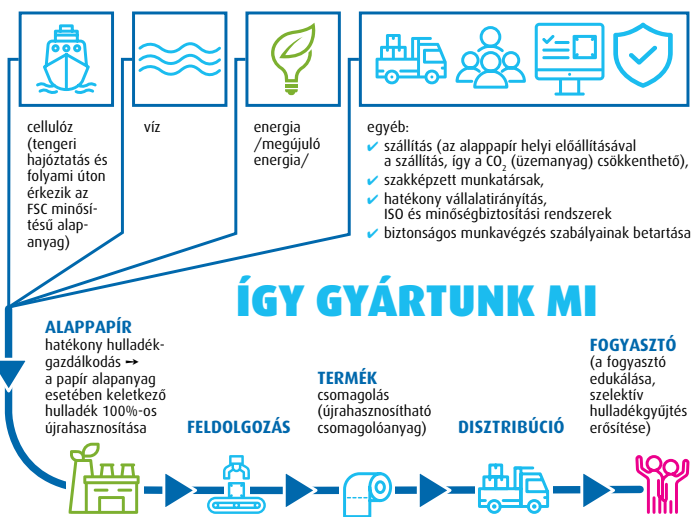 cellulóz
(tengeri
hajóztatás és
folyami úton
érkezik az
FSC minősí-
tésű alap-
anyag)
víz
energia
/megújuló
energia/
egyéb:
✔ szállítás (az alappapír helyi előállításával
a szállítás, így a CO₂ (üzemanyag) csökkenthető),
✔ szakképzett munkatársak,
✔ hatékony vállalatirányítás,
ISO és minőségbiztosítási rendszerek
✔ biztonságos munkavégzés szabályainak betartása
ÍGY GYÁRTUNK MI
ALAPPAPÍR
hatékony hulladék-
gazdálkodás →
a papír alapanyag
esetében keletkező
hulladék 100%-os
újrahasznosítása
FELDOLGOZÁS
TERMÉK
csomagolás
(újrahasznosítható
csomagolóanyag)
DISZTRIBÚCIÓ
FOGYASZTÓ
(a fogyasztó
edukálása,
szelektív
hulladékgyűjtés
erősítése)